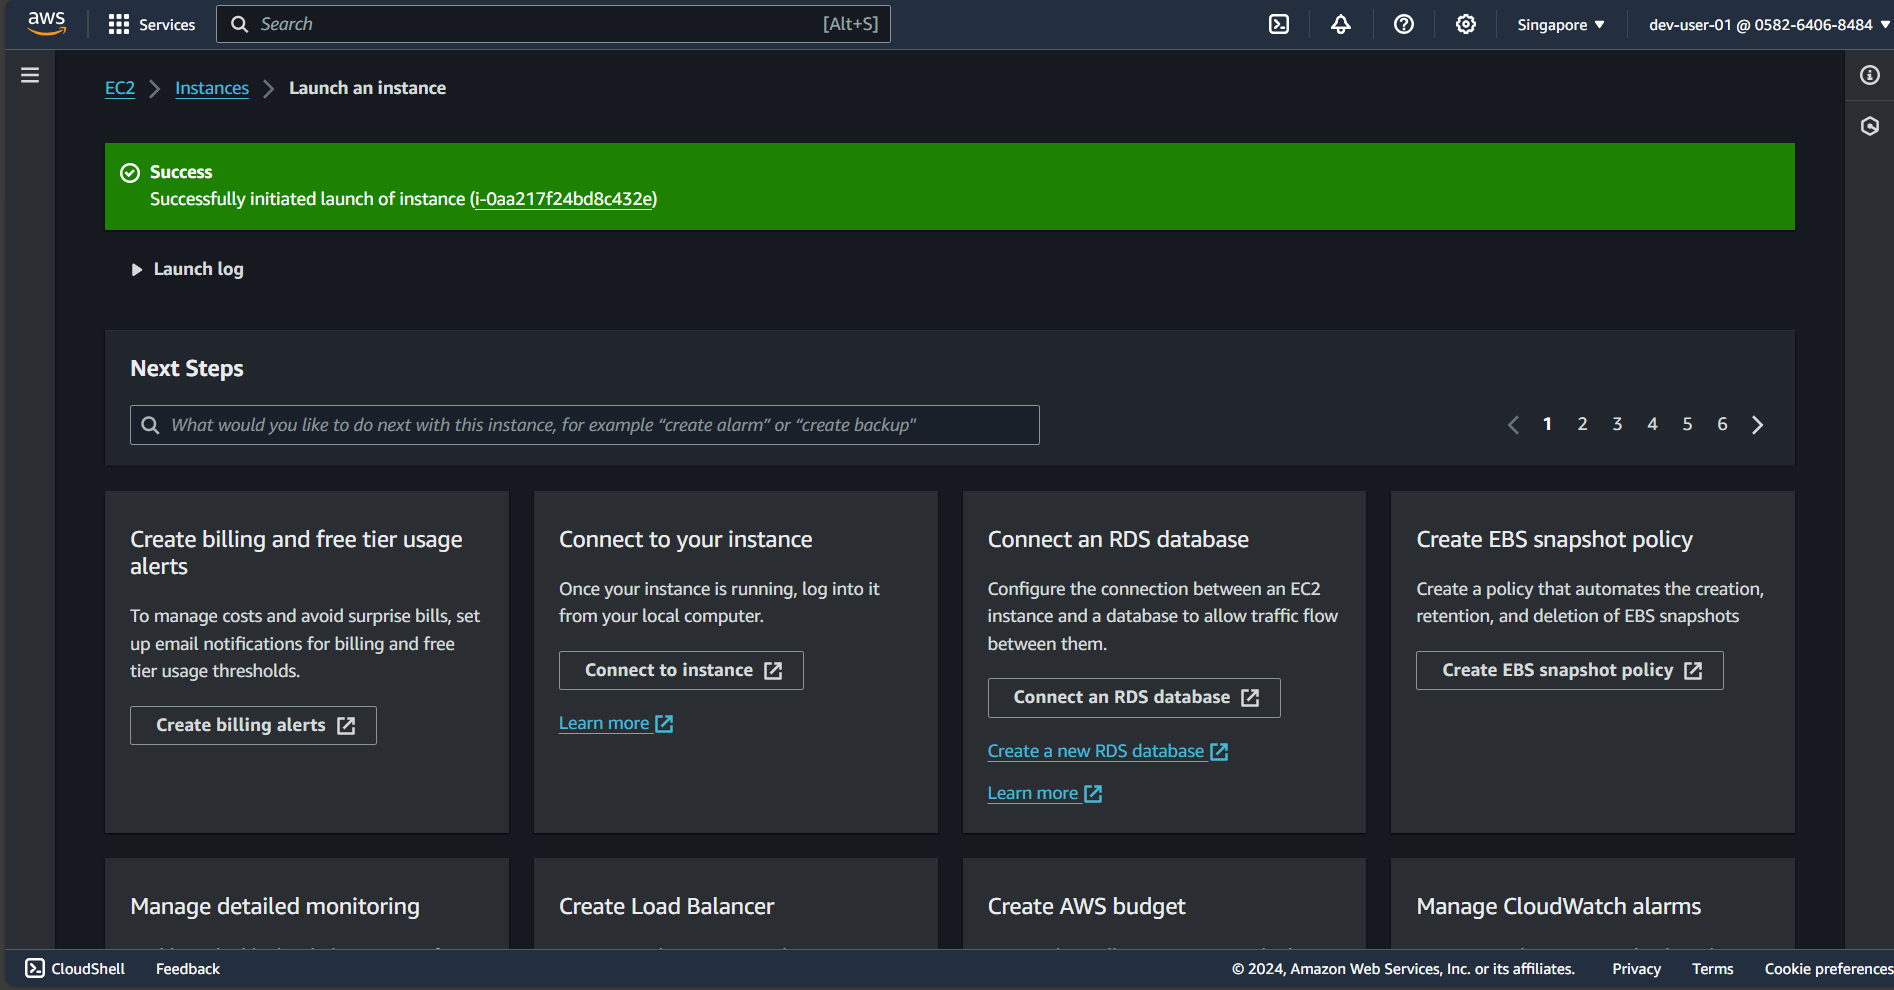 aws
Services
Search
[Alt+S]
Singapore
dev-user-01 @ 0582-6406-8484
EC2
Instances
Launch an instance
Success
Successfully initiated launch of instance (i-0aa217f24bd8c432e)
Launch log
Next Steps
What would you like to do next with this instance, for example “create alarm” or “create backup"
1 2 3 4 5 6
Create billing and free tier usage
alerts
To manage costs and avoid surprise bills, set
up email notifications for billing and free
tier usage thresholds.
Create billing alerts
Connect to your instance
Once your instance is running, log into it
from your local computer.
Connect to instance
Learn more
Connect an RDS database
Configure the connection between an EC2
instance and a database to allow traffic flow
between them.
Connect an RDS database
Create a new RDS database
Learn more
Create EBS snapshot policy
Create a policy that automates the creation,
retention, and deletion of EBS snapshots
Create EBS snapshot policy
Manage detailed monitoring
Create Load Balancer
Create AWS budget
Manage CloudWatch alarms
CloudShell
Feedback
© 2024, Amazon Web Services, Inc. or its affiliates.
Privacy
Terms
Cookie preferences